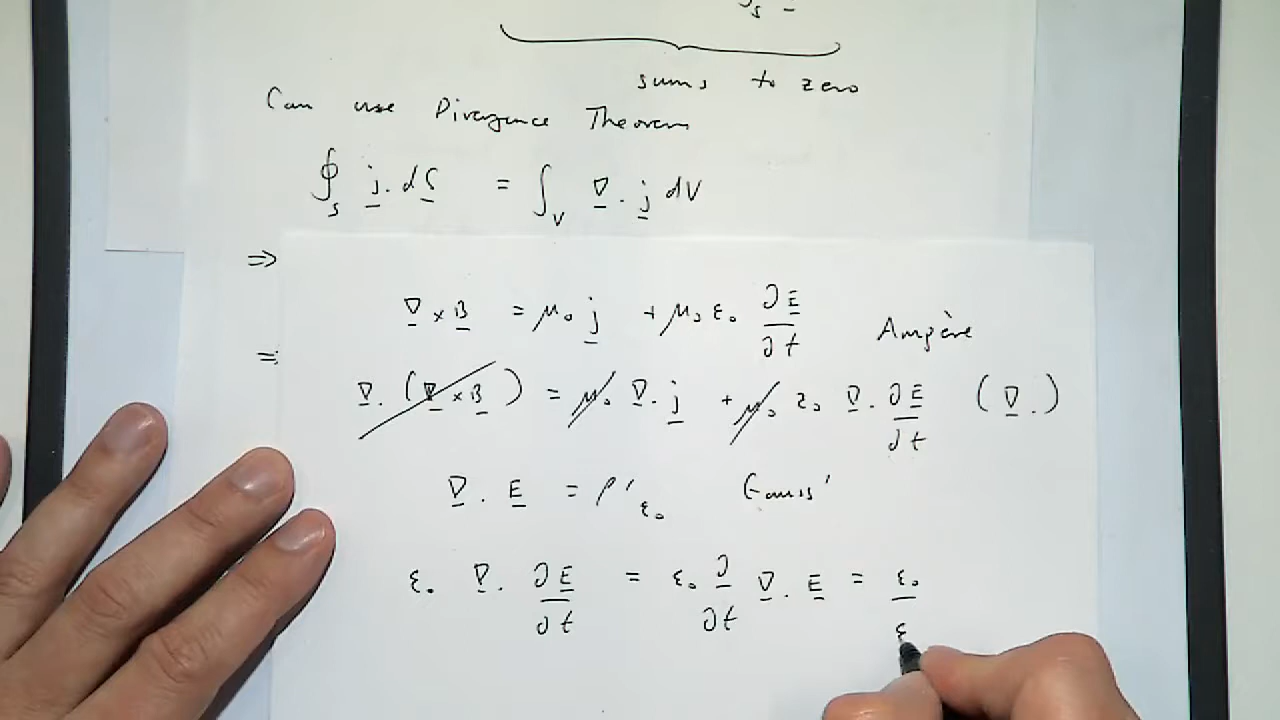 sums to zero
Can use Divergence Theorem
∮_S j . dS = ∫_V ∇ . j dV
⇒
∇ × B = μ₀ j + μ₀ ε₀ ∂E/∂t Ampère
=
∇ . (∇ × B) = μ₀ ∇ . j + μ₀ ε₀ ∇ . ∂E/∂t (∇ .)
∇ . E = ρ/ε₀ Gauss'
ε₀ ∇ . ∂E/∂t = ε₀ ∂/∂t ∇ . E = ε₀/ε